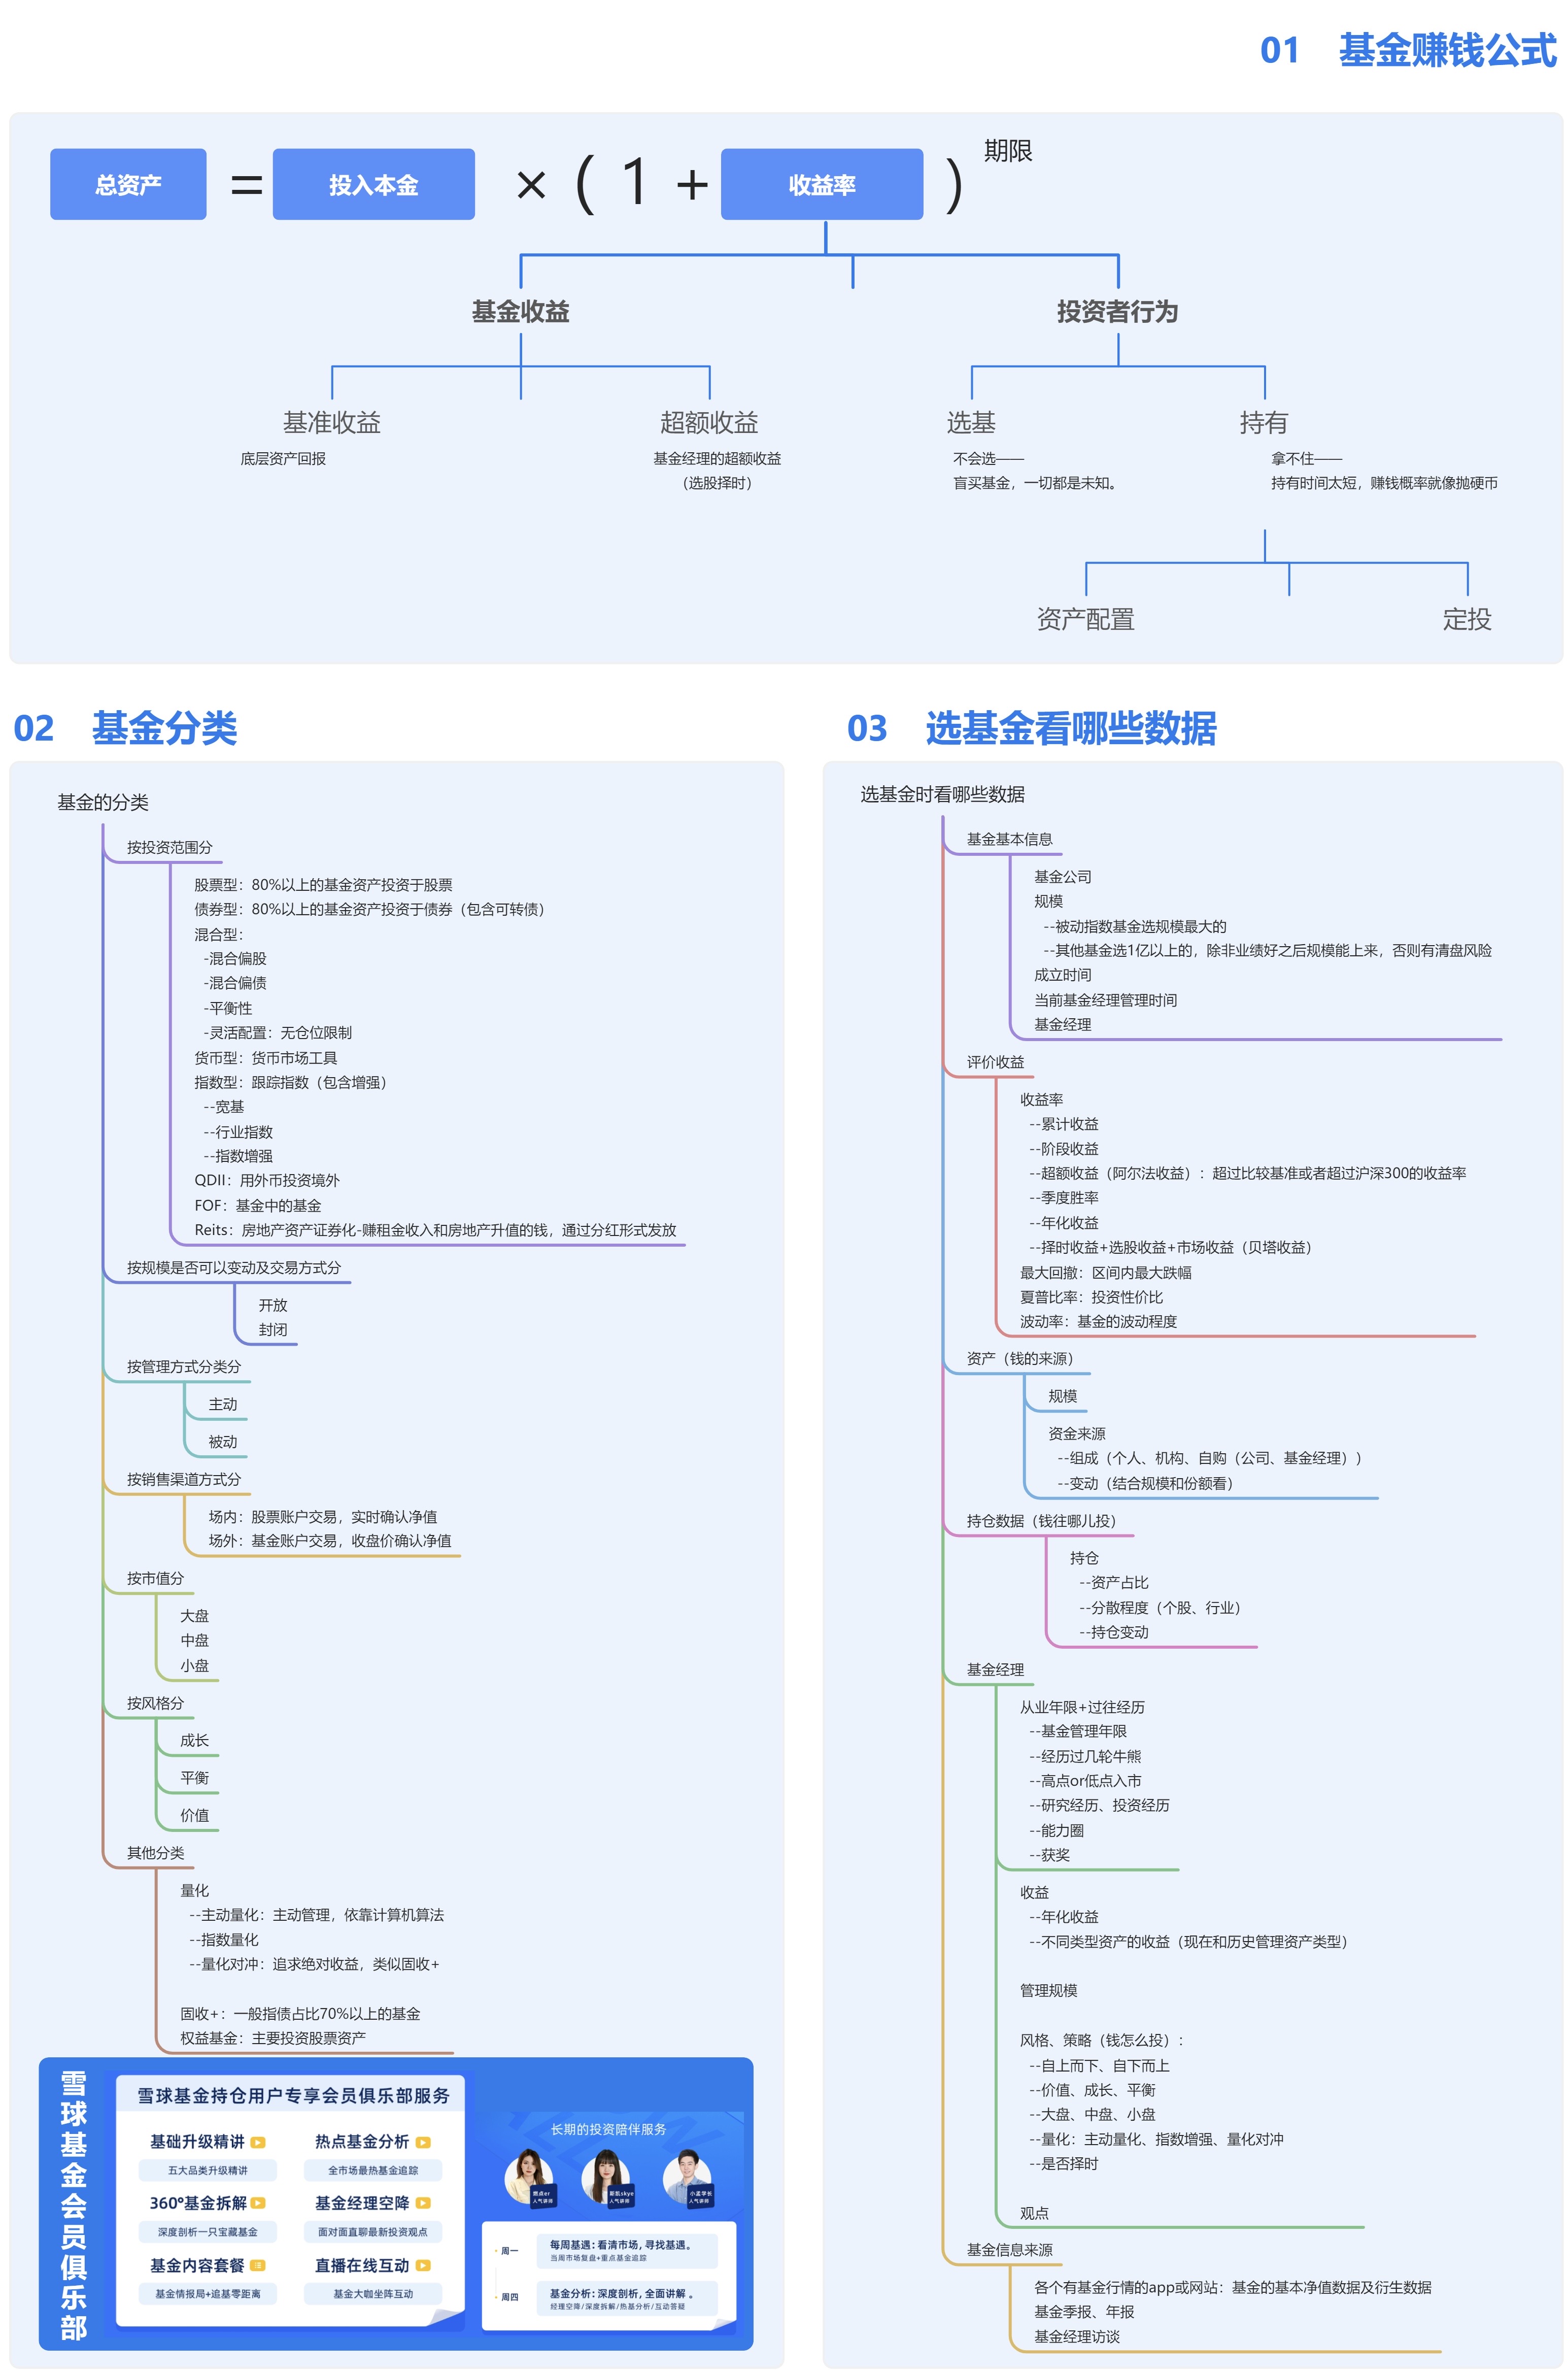 01 基金赚钱公式
总资产 = 投入本金 × ( 1 + 收益率 ) 期限
基金收益
投资者行为
基准收益
超额收益
选基
持有
底层资产回报
基金经理的超额收益
（选股择时）
不会选——
盲买基金，一切都是未知。
拿不住——
持有时间太短，赚钱概率就像抛硬币
资产配置
定投
02 基金分类
基金的分类
按投资范围分
股票型：80%以上的基金资产投资于股票
债券型：80%以上的基金资产投资于债券（包含可转债）
混合型：
-混合偏股
-混合偏债
-平衡性
-灵活配置：无仓位限制
货币型：货币市场工具
指数型：跟踪指数（包含增强）
--宽基
--行业指数
--指数增强
QDII：用外币投资境外
FOF：基金中的基金
Reits：房地产资产证券化-赚租金收入和房地产升值的钱，通过分红形式发放
按规模是否可以变动及交易方式分
开放
封闭
按管理方式分类分
主动
被动
按销售渠道方式分
场内：股票账户交易，实时确认净值
场外：基金账户交易，收盘价确认净值
按市值分
大盘
中盘
小盘
按风格分
成长
平衡
价值
其他分类
量化
--主动量化：主动管理，依靠计算机算法
--指数量化
--量化对冲：追求绝对收益，类似固收+
固收+：一般指债占比70%以上的基金
权益基金：主要投资股票资产
雪球基金会员俱乐部
雪球基金持仓用户专享会员俱乐部服务
基础升级精讲
热点基金分析
五大品类升级精讲
全市场最热基金追踪
360°基金拆解
基金经理空降
深度剖析一只宝藏基金
面对面直聊最新投资观点
基金内容套餐
直播在线互动
基金情报局+追基零距离
基金大咖坐阵互动
长期的投资陪伴服务
人气讲师
斯凯skye
人气讲师
小孟学长
人气讲师
周一
每周基遇：看清市场，寻找基遇。
当周市场复盘+重点基金追踪
周四
基金分析：深度剖析，全面讲解 。
经理空降/深度拆解/热基分析/互动答疑
03 选基金看哪些数据
选基金时看哪些数据
基金基本信息
基金公司
规模
--被动指数基金选规模最大的
--其他基金选1亿以上的，除非业绩好之后规模能上来，否则有清盘风险
成立时间
当前基金经理管理时间
基金经理
评价收益
收益率
--累计收益
--阶段收益
--超额收益（阿尔法收益）：超过比较基准或者超过沪深300的收益率
--季度胜率
--年化收益
--择时收益+选股收益+市场收益（贝塔收益）
最大回撤：区间内最大跌幅
夏普比率：投资性价比
波动率：基金的波动程度
资产（钱的来源）
规模
资金来源
--组成（个人、机构、自购（公司、基金经理））
--变动（结合规模和份额看）
持仓数据（钱往哪儿投）
持仓
--资产占比
--分散程度（个股、行业）
--持仓变动
基金经理
从业年限+过往经历
--基金管理年限
--经历过几轮牛熊
--高点or低点入市
--研究经历、投资经历
--能力圈
--获奖
收益
--年化收益
--不同类型资产的收益（现在和历史管理资产类型）
管理规模
风格、策略（钱怎么投）：
--自上而下、自下而上
--价值、成长、平衡
--大盘、中盘、小盘
--量化：主动量化、指数增强、量化对冲
--是否择时
观点
基金信息来源
各个有基金行情的app或网站：基金的基本净值数据及衍生数据
基金季报、年报
基金经理访谈